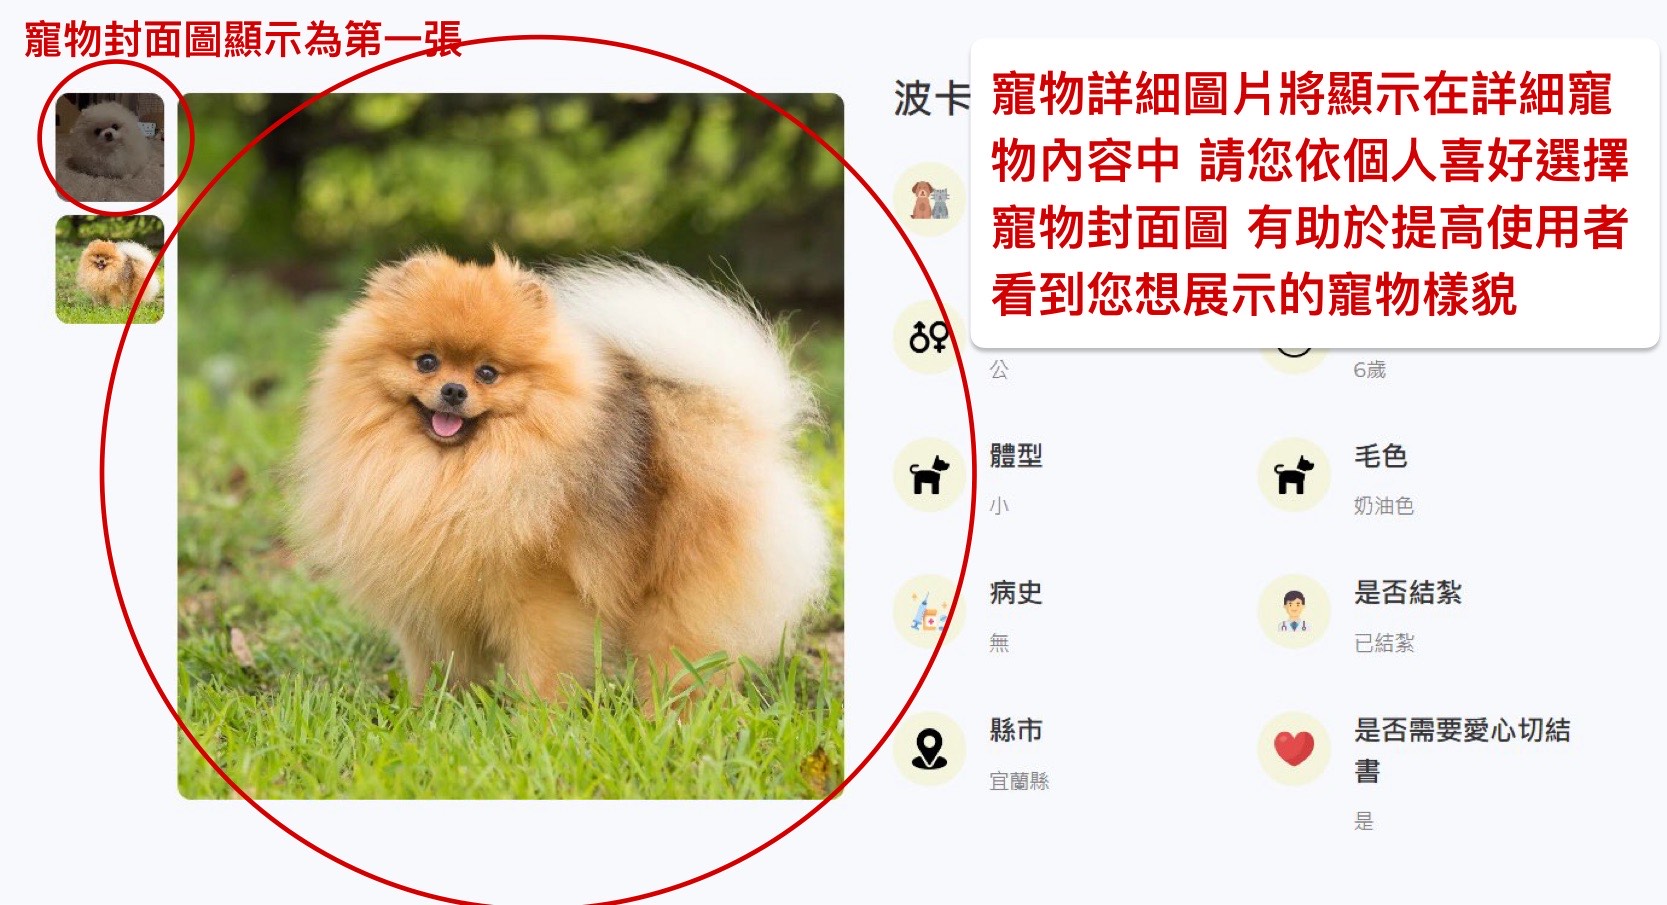 寵物封面圖顯示為第一張
波卡
寵物詳細圖片將顯示在詳細寵
物內容中 請您依個人喜好選擇
寵物封面圖 有助於提高使用者
看到您想展示的寵物樣貌
公
6歲
體型
小
毛色
奶油色
病史
無
是否結紮
已結紮
縣市
宜蘭縣
是否需要愛心切結
書
是